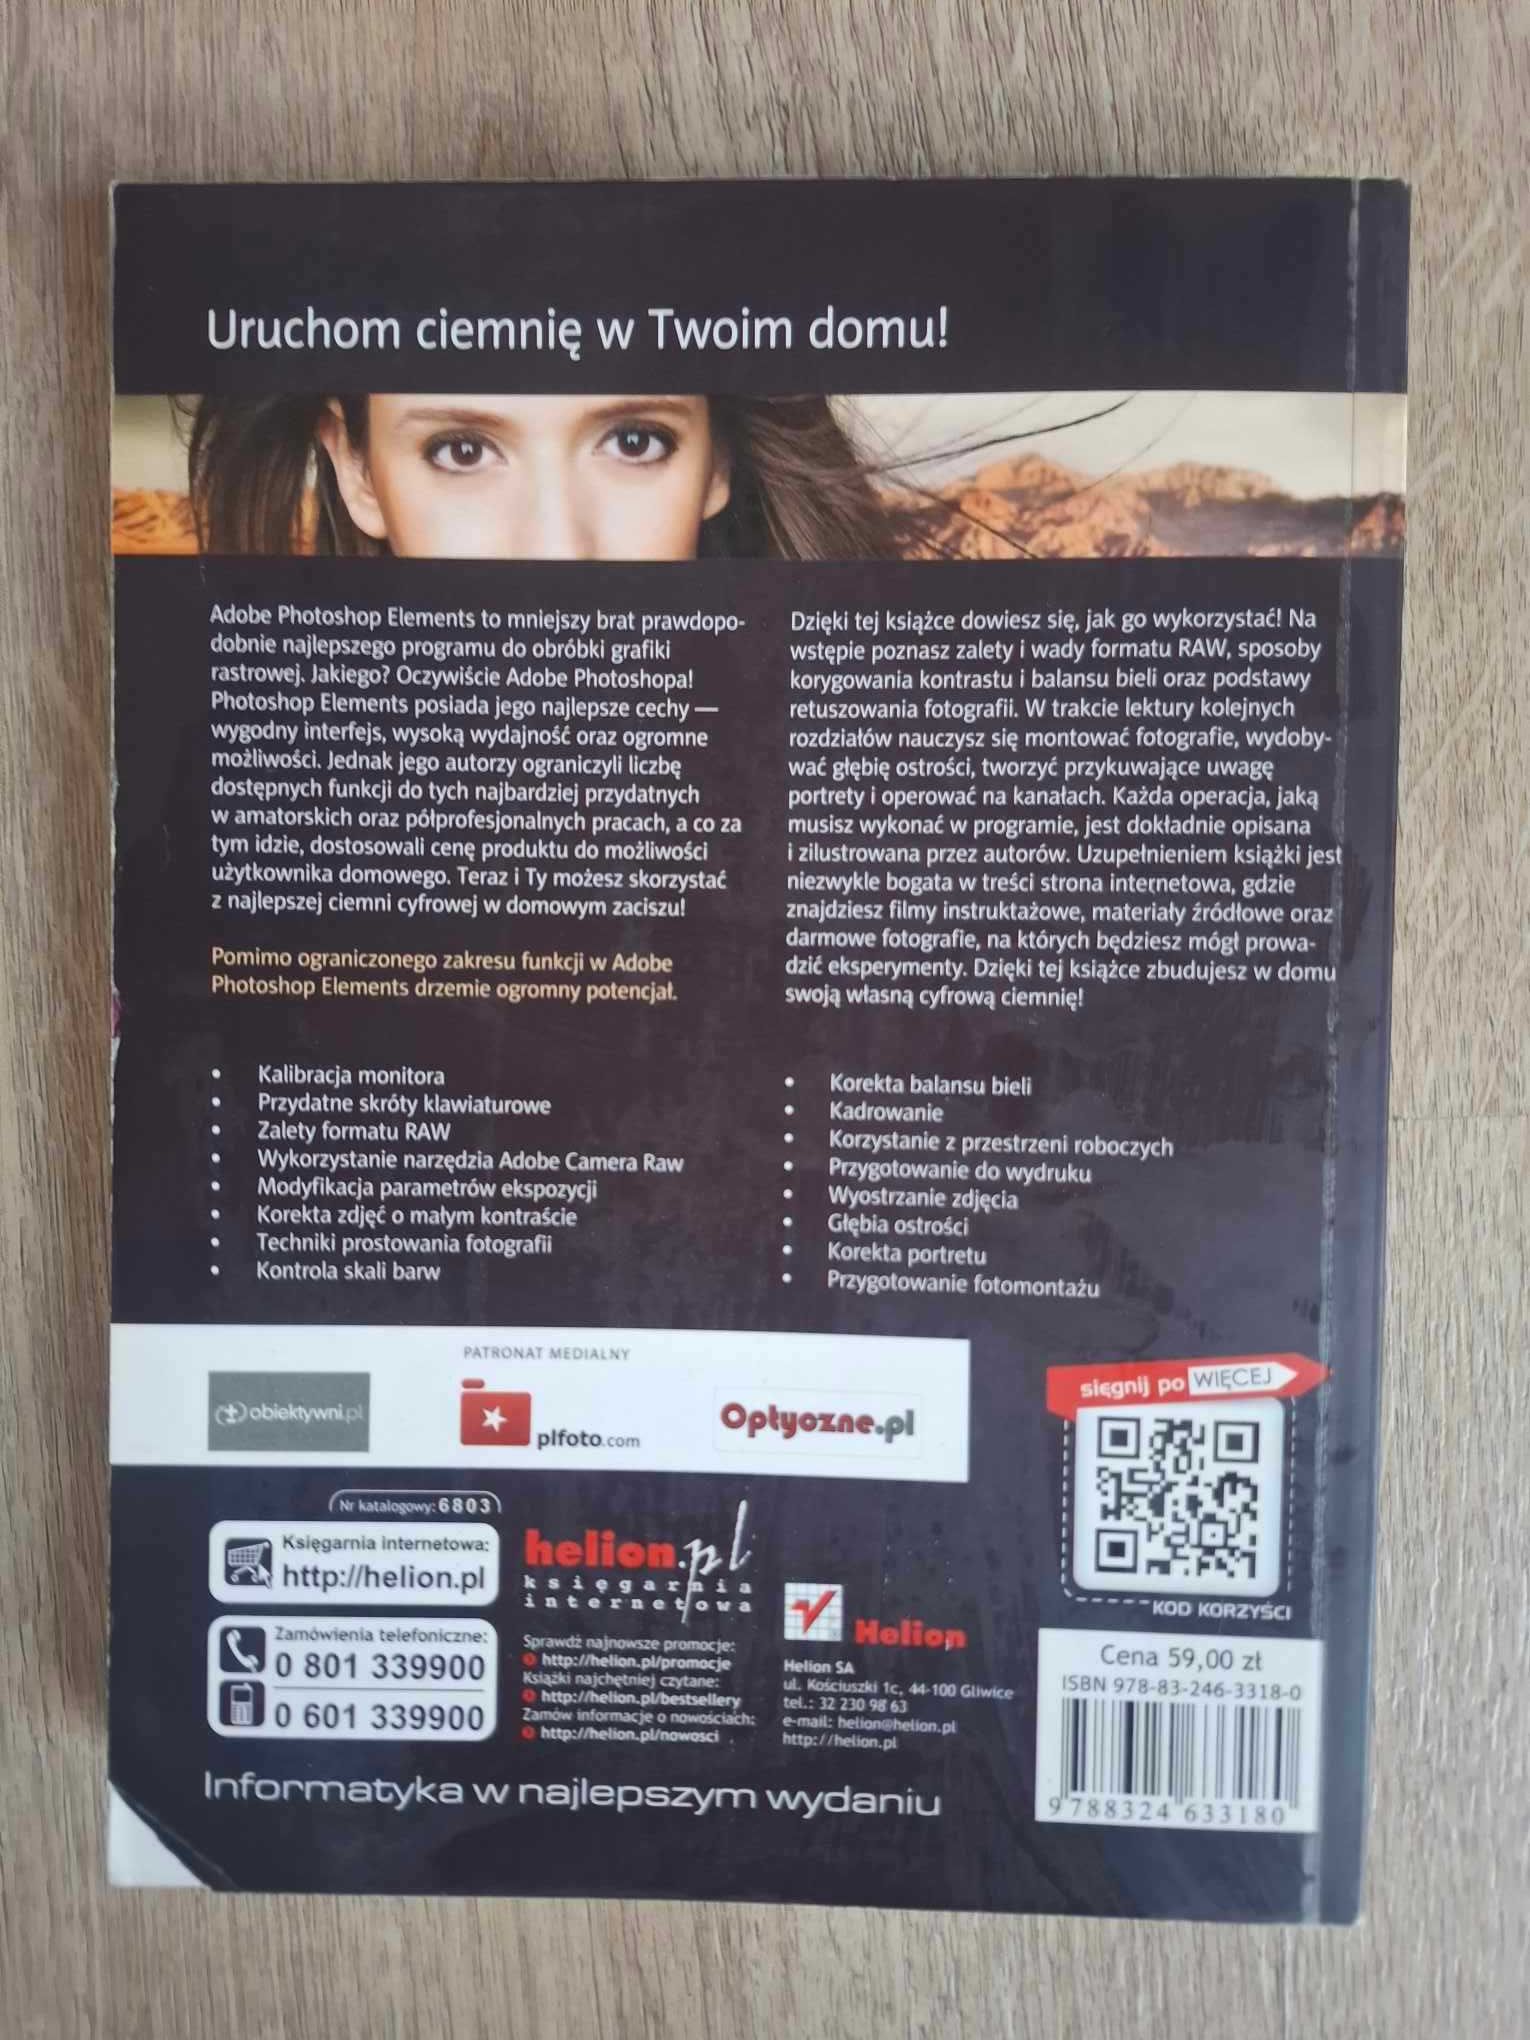 Uruchom ciemnię w Twoim domu!
Adobe Photoshop Elements to mniejszy brat prawdopo-
dobnie najlepszego programu do obróbki grafiki
rastrowej. Jakiego? Oczywiście Adobe Photoshopa!
Photoshop Elements posiada jego najlepsze cechy —
wygodny interfejs, wysoką wydajność oraz ogromne
możliwości. Jednak jego autorzy ograniczyli liczbę
dostępnych funkcji do tych najbardziej przydatnych
w amatorskich oraz półprofesjonalnych pracach, a co za
tym idzie, dostosowali cenę produktu do możliwości
użytkownika domowego. Teraz i Ty możesz skorzystać
z najlepszej ciemni cyfrowej w domowym zaciszu!
Pomimo ograniczonego zakresu funkcji w Adobe
Photoshop Elements drzemie ogromny potencjał.
Dzięki tej książce dowiesz się, jak go wykorzystać! Na
wstępie poznasz zalety i wady formatu RAW, sposoby
korygowania kontrastu i balansu bieli oraz podstawy
retuszowania fotografii. W trakcie lektury kolejnych
rozdziałów nauczysz się montować fotografie, wydoby-
wać głębię ostrości, tworzyć przykuwające uwagę
portrety i operować na kanałach. Każda operacja, jaką
musisz wykonać w programie, jest dokładnie opisana
i zilustrowana przez autorów. Uzupełnieniem książki jest
niezwykle bogata w treści strona internetowa, gdzie
znajdziesz filmy instruktażowe, materiały źródłowe oraz
darmowe fotografie, na których będziesz mógł prowa-
dzić eksperymenty. Dzięki tej książce zbudujesz w domu
swoją własną cyfrową ciemnię!
• Kalibracja monitora
• Przydatne skróty klawiaturowe
• Zalety formatu RAW
• Wykorzystanie narzędzia Adobe Camera Raw
• Modyfikacja parametrów ekspozycji
• Korekta zdjęć o małym kontraście
• Techniki prostowania fotografii
• Kontrola skali barw
• Korekta balansu bieli
• Kadrowanie
• Korzystanie z przestrzeni roboczych
• Przygotowanie do wydruku
• Wyostrzanie zdjęcia
• Głębia ostrości
• Korekta portretu
• Przygotowanie fotomontażu
PATRONAT MEDIALNY
obiektywni.pl
plfoto.com
Optyczne.pl
sięgnij po WIĘCEJ
KOD KORZYŚCI
Nr katalogowy: 6803
Księgarnia internetowa:
http://helion.pl
Zamówienia telefoniczne:
0 801 339900
0 601 339900
helion.pl
księgarnia
internetowa
Sprawdź najnowsze promocje:
http://helion.pl/promocje
Książki najchętniej czytane:
http://helion.pl/bestsellery
Zamów informacje o nowościach:
http://helion.pl/nowosci
Helion
Helion SA
ul. Kościuszki 1c, 44-100 Gliwice
tel.: 32 230 98 63
e-mail: helion@helion.pl
http://helion.pl
Cena 59,00 zł
ISBN 978-83-246-3318-0
9 788324 633180
Informatyka w najlepszym wydaniu